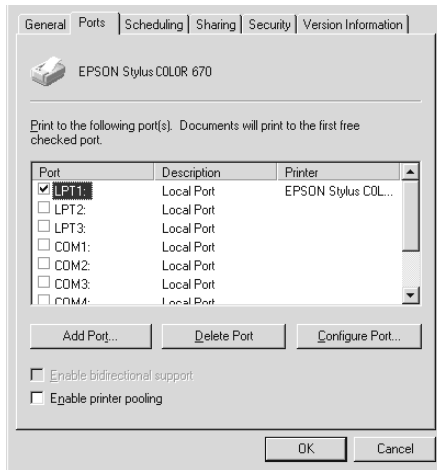 General Ports Scheduling Sharing Security Version Information
EPSON Stylus COLOR 670
Print to the following port(s). Documents will print to the first free
checked port.
Port Description Printer
LPT1: Local Port EPSON Stylus COL...
LPT2: Local Port
LPT3: Local Port
COM1: Local Port
COM2: Local Port
COM3: Local Port
COM4: Local Port
Add Port... Delete Port Configure Port...
Enable bidirectional support
Enable printer pooling
OK Cancel